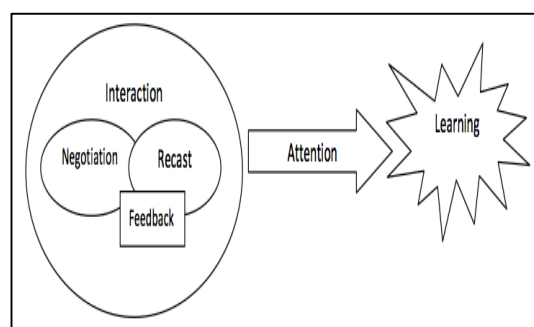 Interaction
Negotiation
Recast
Feedback
Attention
Learning